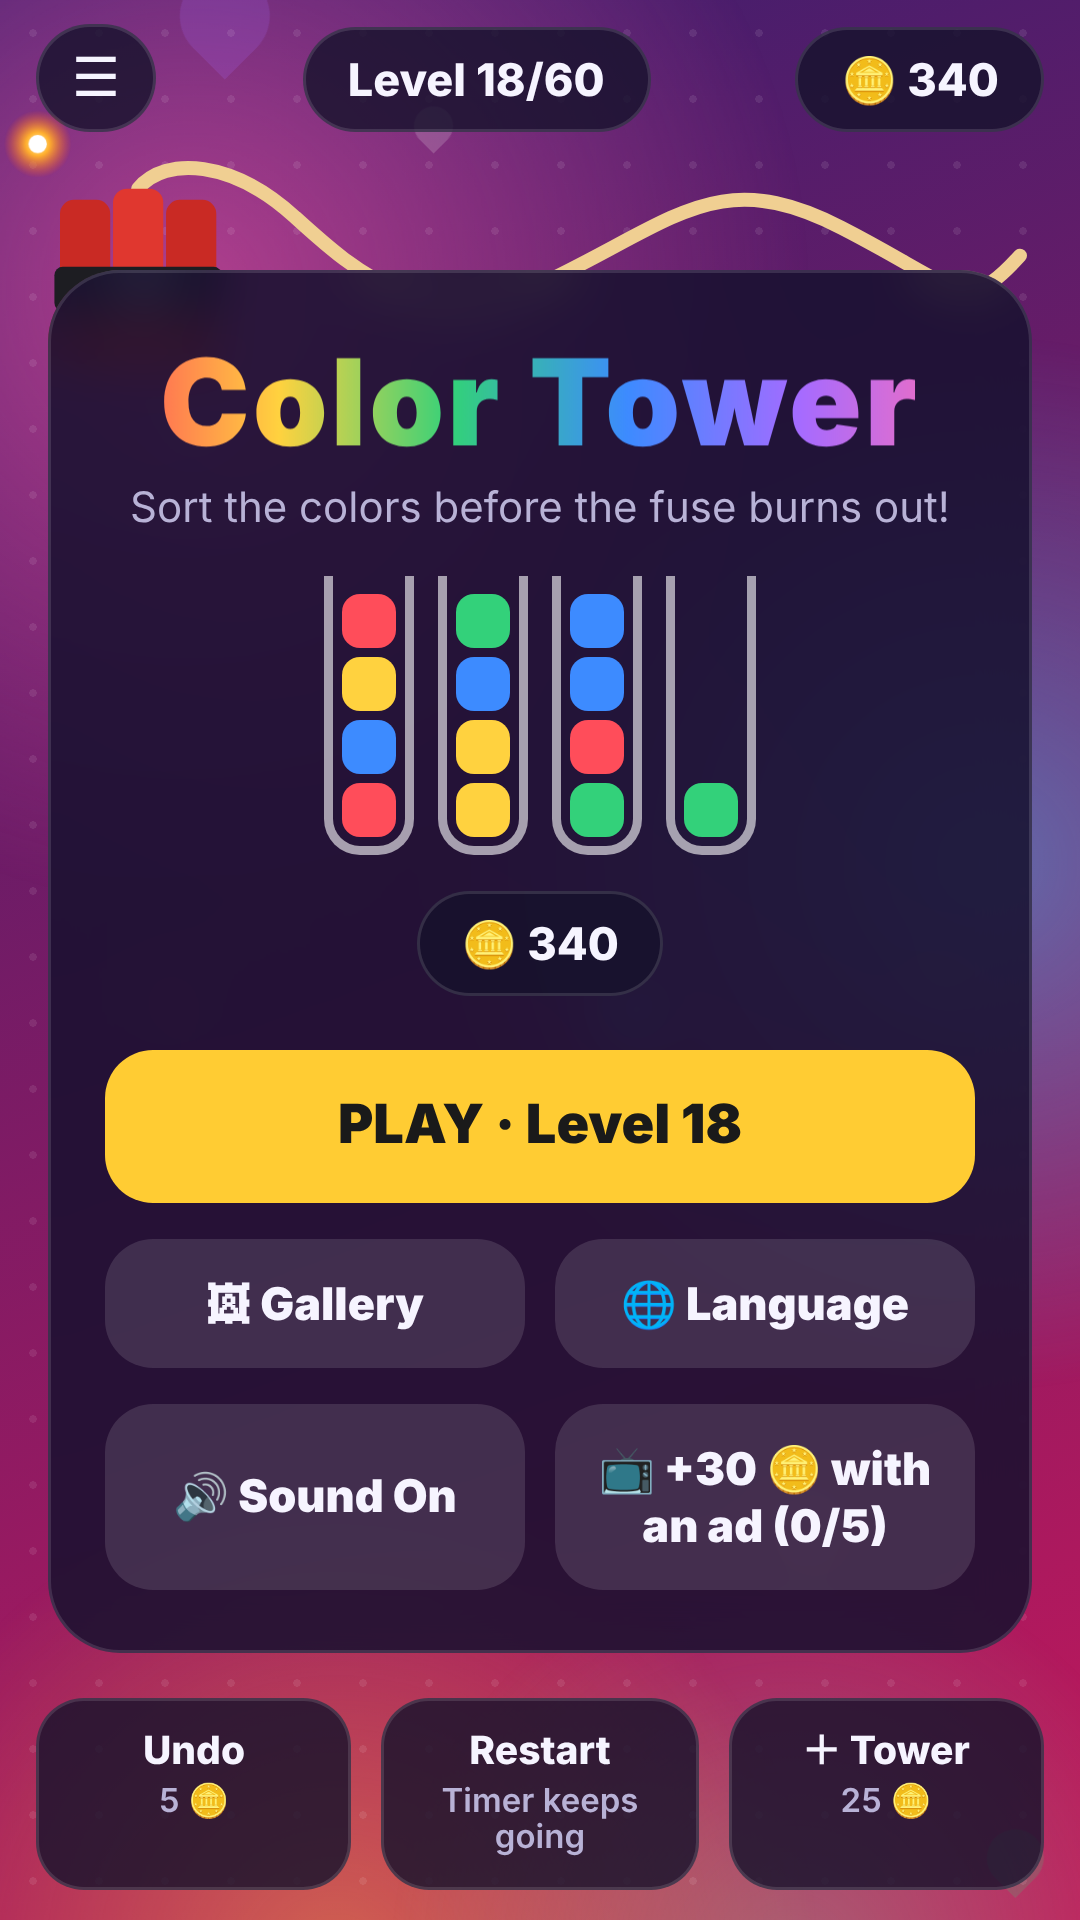 ☰
Level 18/60
🪙 340
Color Tower
Sort the colors before the fuse burns out!
🪙 340
PLAY · Level 18
🖼 Gallery
🌐 Language
🔊 Sound On
📺 +30 🪙 with
an ad (0/5)
Undo
5 🪙
Restart
Timer keeps
going
＋ Tower
25 🪙